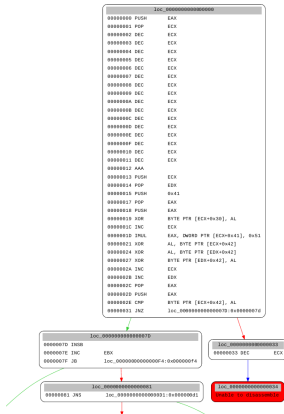 loc_0000000000000000
00000000 PUSH EAX
00000001 POP ECX
00000002 DEC ECX
00000003 DEC ECX
00000004 DEC ECX
00000005 DEC ECX
00000006 DEC ECX
00000007 DEC ECX
00000008 DEC ECX
00000009 DEC ECX
0000000A DEC ECX
0000000B DEC ECX
0000000C DEC ECX
0000000D DEC ECX
0000000E DEC ECX
0000000F DEC ECX
00000010 DEC ECX
00000011 DEC ECX
00000012 AAA
00000013 PUSH ECX
00000014 POP EDX
00000015 PUSH 0x41
00000017 POP EAX
00000018 PUSH EAX
00000019 XOR BYTE PTR [ECX+0x30], AL
0000001C INC ECX
0000001D IMUL EAX, DWORD PTR [ECX+0x41], 0x51
00000021 XOR AL, BYTE PTR [ECX+0x42]
00000024 XOR AL, BYTE PTR [EDX+0x42]
00000027 XOR BYTE PTR [EDX+0x42], AL
0000002A INC ECX
0000002B INC EDX
0000002C POP EAX
0000002D PUSH EAX
0000002E CMP BYTE PTR [ECX+0x42], AL
00000031 JNZ loc_000000000000007D:0x0000007d
loc_000000000000007D
0000007D INSB
0000007E INC EBX
0000007F JB loc_00000000000000F4:0x000000f4
loc_0000000000000033
00000033 DEC ECX
loc_0000000000000081
00000081 JNS loc_00000000000000D1:0x000000d1
loc_0000000000000034
Unable to disassemble